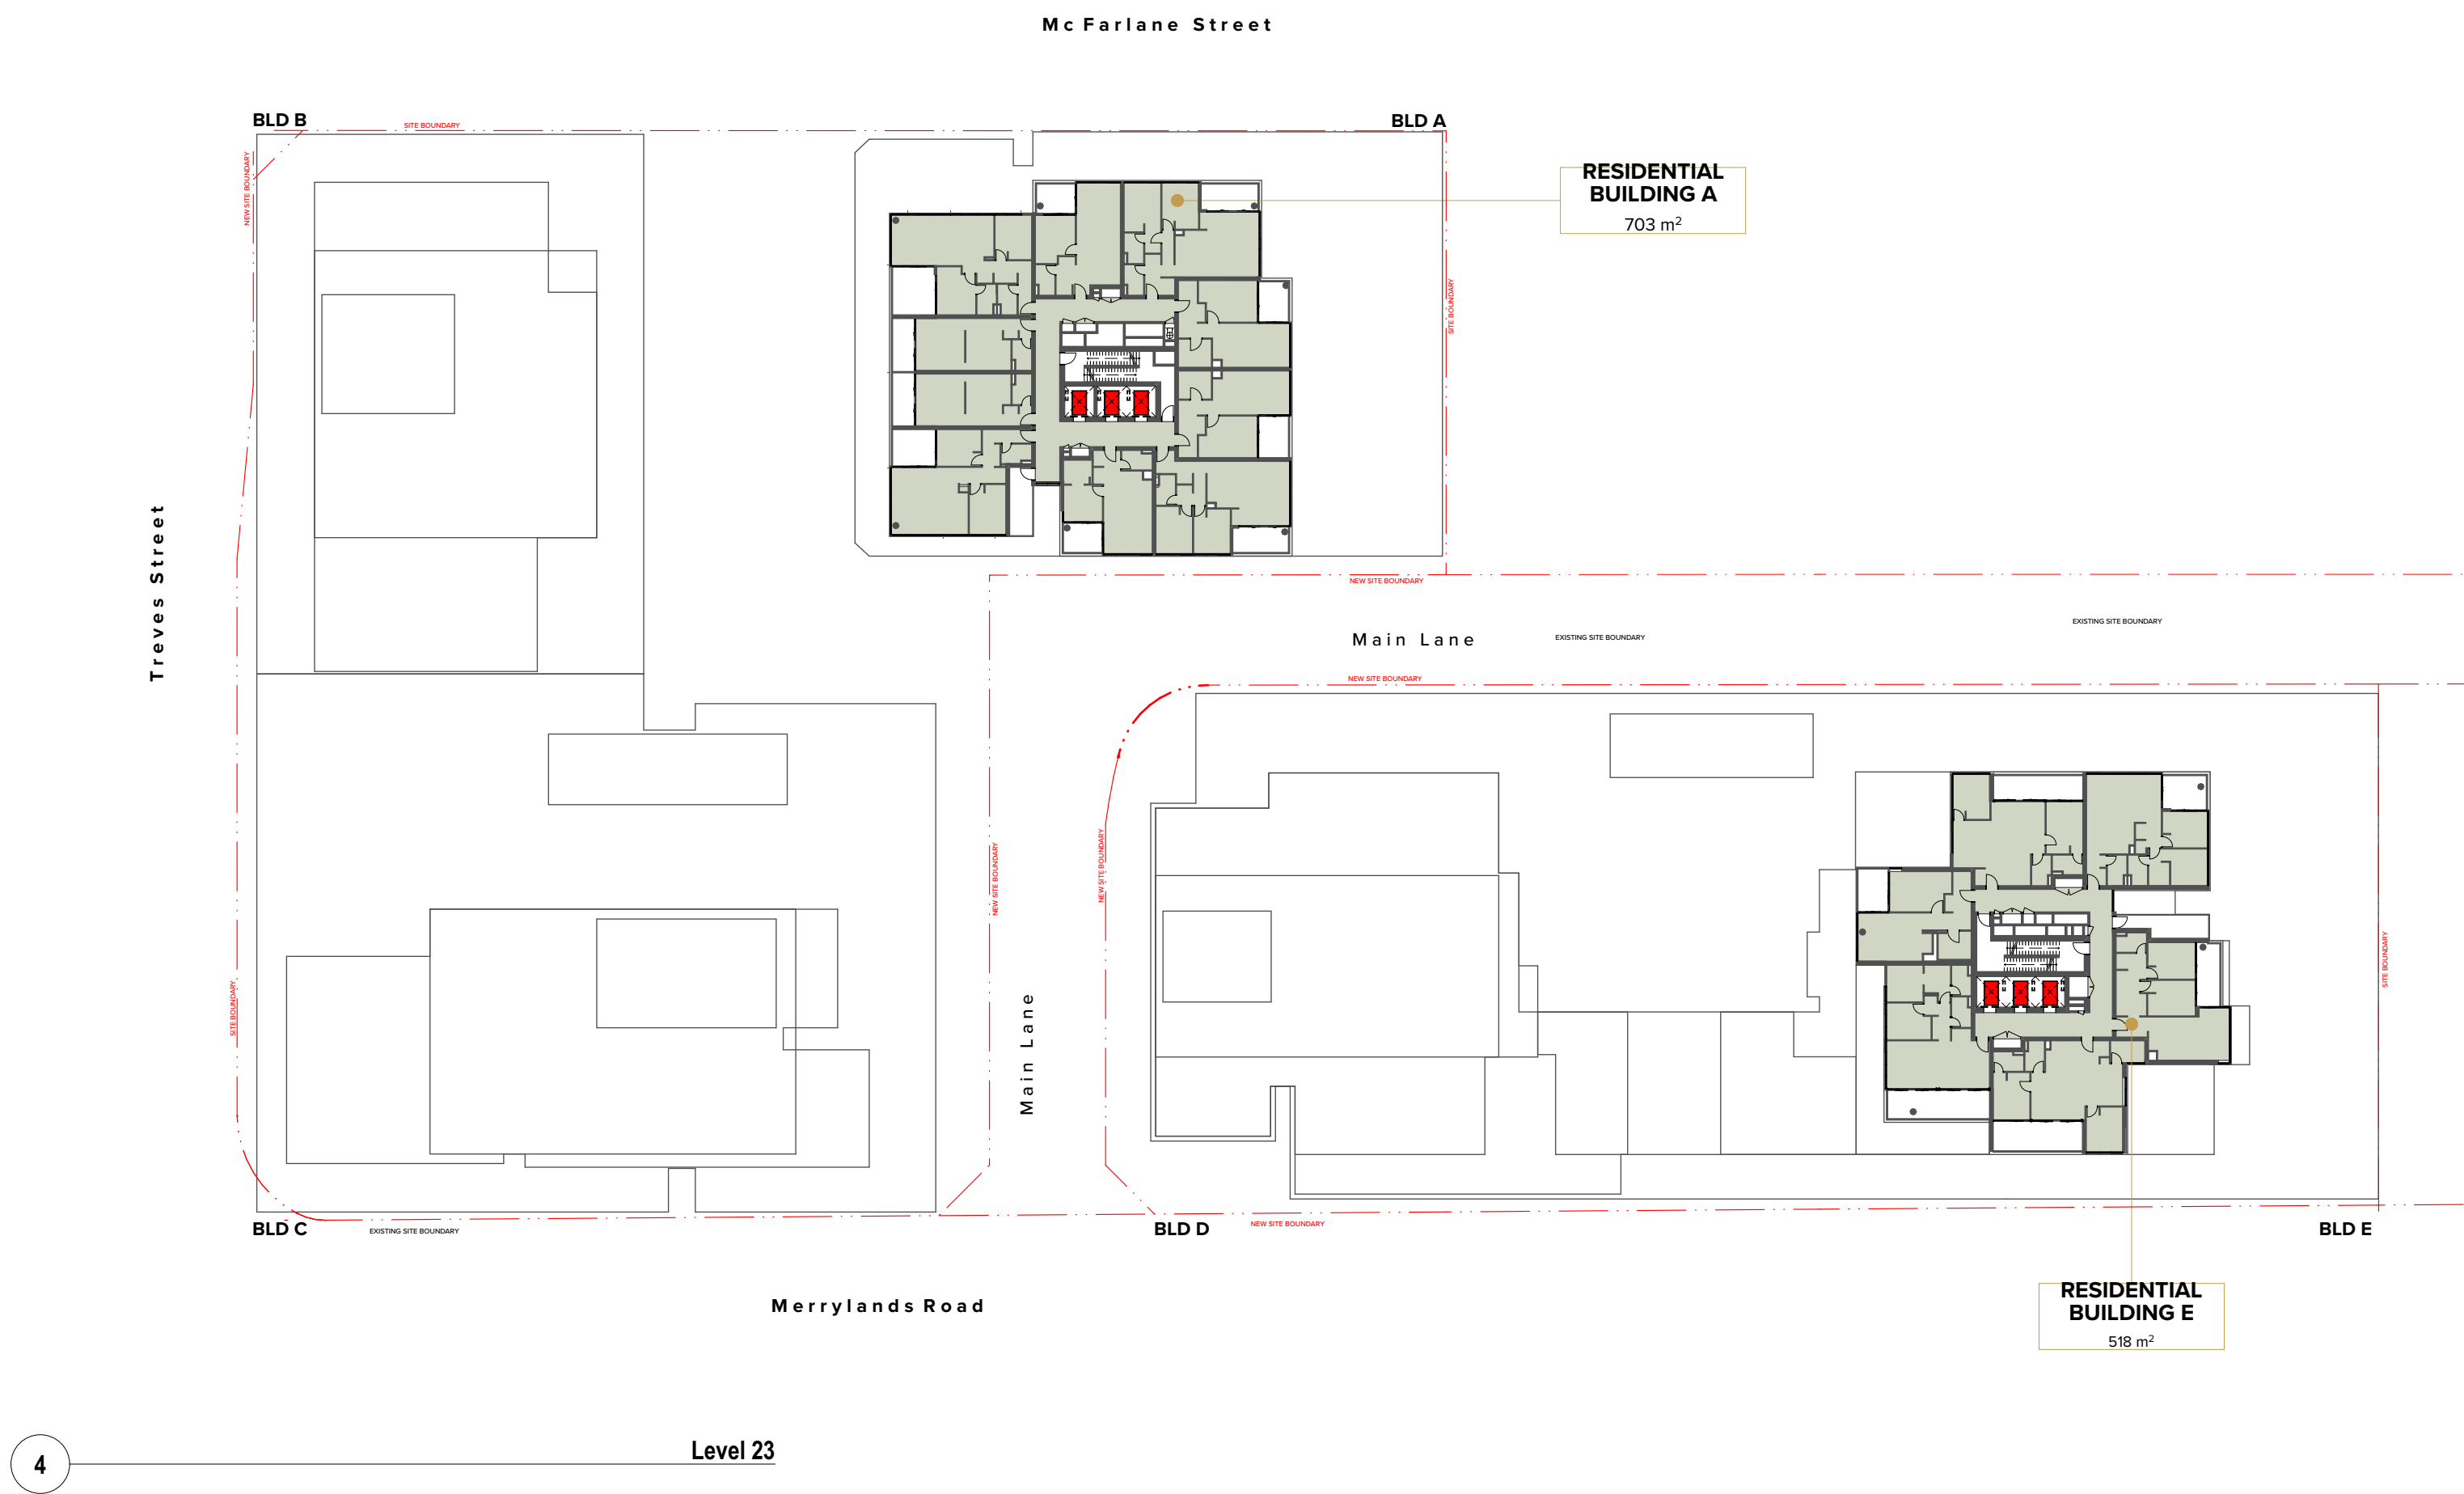 Mc Farlane Street
BLD B
SITE BOUNDARY
BLD A
NEW SITE BOUNDARY
RESIDENTIAL
BUILDING A
703 m²
SITE BOUNDARY
Treves Street
NEW SITE BOUNDARY
EXISTING SITE BOUNDARY
Main Lane
EXISTING SITE BOUNDARY
NEW SITE BOUNDARY
NEW SITE BOUNDARY
NEW SITE BOUNDARY
SITE BOUNDARY
SITE BOUNDARY
Main Lane
BLD C
EXISTING SITE BOUNDARY
BLD D
NEW SITE BOUNDARY
BLD E
Merrylands Road
RESIDENTIAL
BUILDING E
518 m²
4
Level 23